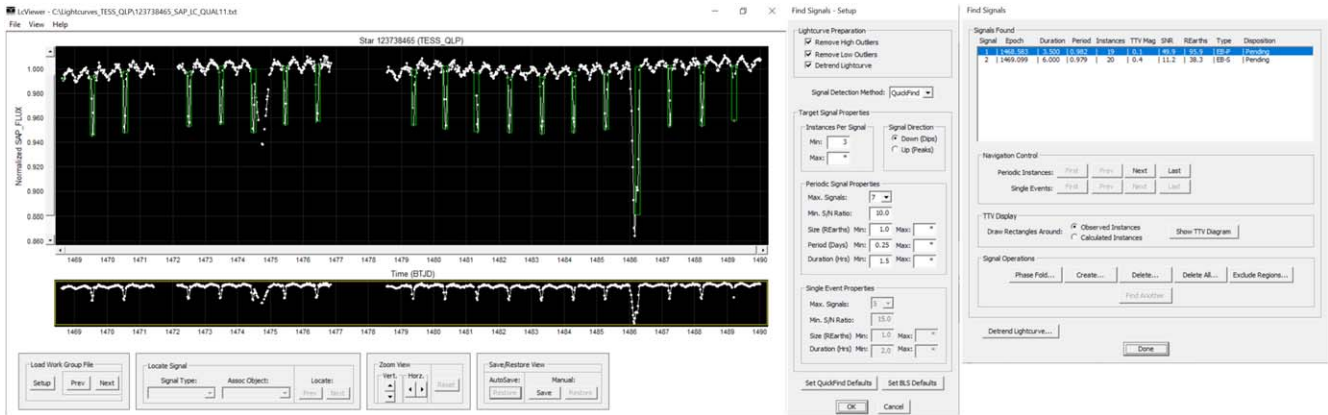 LcViewer - C:\Lightcurves_TESS_QLP\123738465_SAP_LC_QUAL11.txt
File View Help
Star 123738465 (TESS_QLP)
Normalized SAP_FLUX
1.000
0.980
0.960
0.940
0.920
0.900
0.880
0.860
1469 1470 1471 1472 1473 1474 1475 1476 1477 1478 1479 1480 1481 1482 1483 1484 1485 1486 1487 1488 1489 1490
Time (BTJD)
1469 1470 1471 1472 1473 1474 1475 1476 1477 1478 1479 1480 1481 1482 1483 1484 1485 1486 1487 1488 1489 1490
Load Work Group File
Setup Prev Next
Locate Signal
Signal Type: Assoc Object: Locate:
Prev Next
Zoom View
Vert. Horz.
Reset
Save/Restore View
AutoSave: Manual:
Restore Save Restore
Find Signals - Setup
Lightcurve Preparation
Remove High Outliers
Remove Low Outliers
Detrend Lightcurve
Signal Detection Method: QuickFind
Target Signal Properties
Instances Per Signal
Min: 3
Max: *
Signal Direction
Down (Dips)
Up (Peaks)
Periodic Signal Properties
Max. Signals: 7
Min. S/N Ratio: 10.0
Size (REarths) Min: 1.0 Max: *
Period (Days) Min: 0.25 Max: *
Duration (Hrs) Min: 1.5 Max: *
Single Event Properties
Max. Signals:
Min. S/N Ratio: 15.0
Size (REarths) Min: 1.0 Max: *
Duration (Hrs) Min: 2.0 Max: *
Set QuickFind Defaults Set BLS Defaults
OK Cancel
Find Signals
Signals Found
Signal Epoch Duration Period Instances TTV Mag SNR REarths Type Disposition
1 | 1468.583 | 3.500 | 0.982 | 19 | 0.1 | 49.9 | 95.9 | EB-P | Pending
2 | 1469.099 | 6.000 | 0.979 | 20 | 0.4 | 11.2 | 38.3 | EB-S | Pending
Navigation Control
Periodic Instances: First Prev Next Last
Single Events: First Prev Next Last
TTV Display
Draw Rectangles Around: Observed Instances
Calculated Instances
Show TTV Diagram
Signal Operations
Phase Fold... Create... Delete... Delete All... Exclude Regions...
Find Another
Detrend Lightcurve...
Done